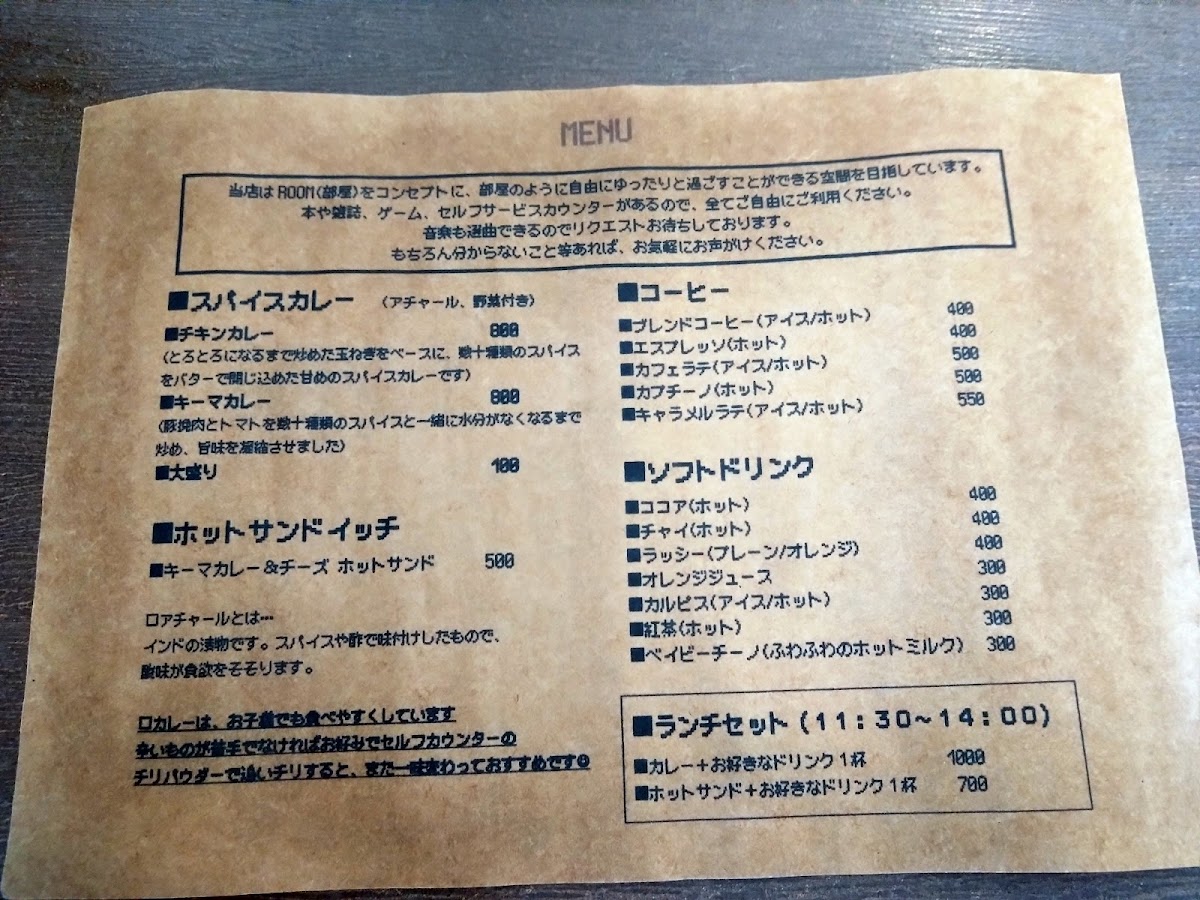 MENU
当店はROOM(部屋)をコンセプトに、部屋のように自由にゆったりと過ごすことができる空間を目指しています。
本や雑誌、ゲーム、セルフサービスカウンターがあるので、全てご自由にご利用ください。
音楽も選曲できるのでリクエストお待ちしております。
もちろん分からないこと等あれば、お気軽にお声がけください。
■スパイスカレー (アチャール、野菜付き)
■チキンカレー 800
(とろとろになるまで炒めた玉ねぎをベースに、数十種類のスパイス
をバターで閉じ込めた甘めのスパイスカレーです)
■キーマカレー 800
(豚挽肉とトマトを数十種類のスパイスと一緒に水分がなくなるまで
炒め、旨味を凝縮させました)
■大盛り 100
■ホットサンドイッチ
■キーマカレー&チーズ ホットサンド 500
□アチャールとは…
インドの漬物です。スパイスや酢で味付けしたもので、
酸味が食欲をそそります。
□カレーは、お子様でも食べやすくしています
辛いものが苦手でなければお好みでセルフカウンターの
チリパウダーで追いチリすると、また一味変わっておすすめです☺
■コーヒー
■ブレンドコーヒー(アイス/ホット) 400
■エスプレッソ(ホット) 400
■カフェラテ(アイス/ホット) 500
■カプチーノ(ホット) 500
■キャラメルラテ(アイス/ホット) 550
■ソフトドリンク
■ココア(ホット) 400
■チャイ(ホット) 400
■ラッシー(プレーン/オレンジ) 400
■オレンジジュース 300
■カルピス(アイス/ホット) 300
■紅茶(ホット) 300
■ベイビーチーノ(ふわふわのホットミルク) 300
■ランチセット(11:30~14:00)
■カレー+お好きなドリンク1杯 1000
■ホットサンド+お好きなドリンク1杯 700